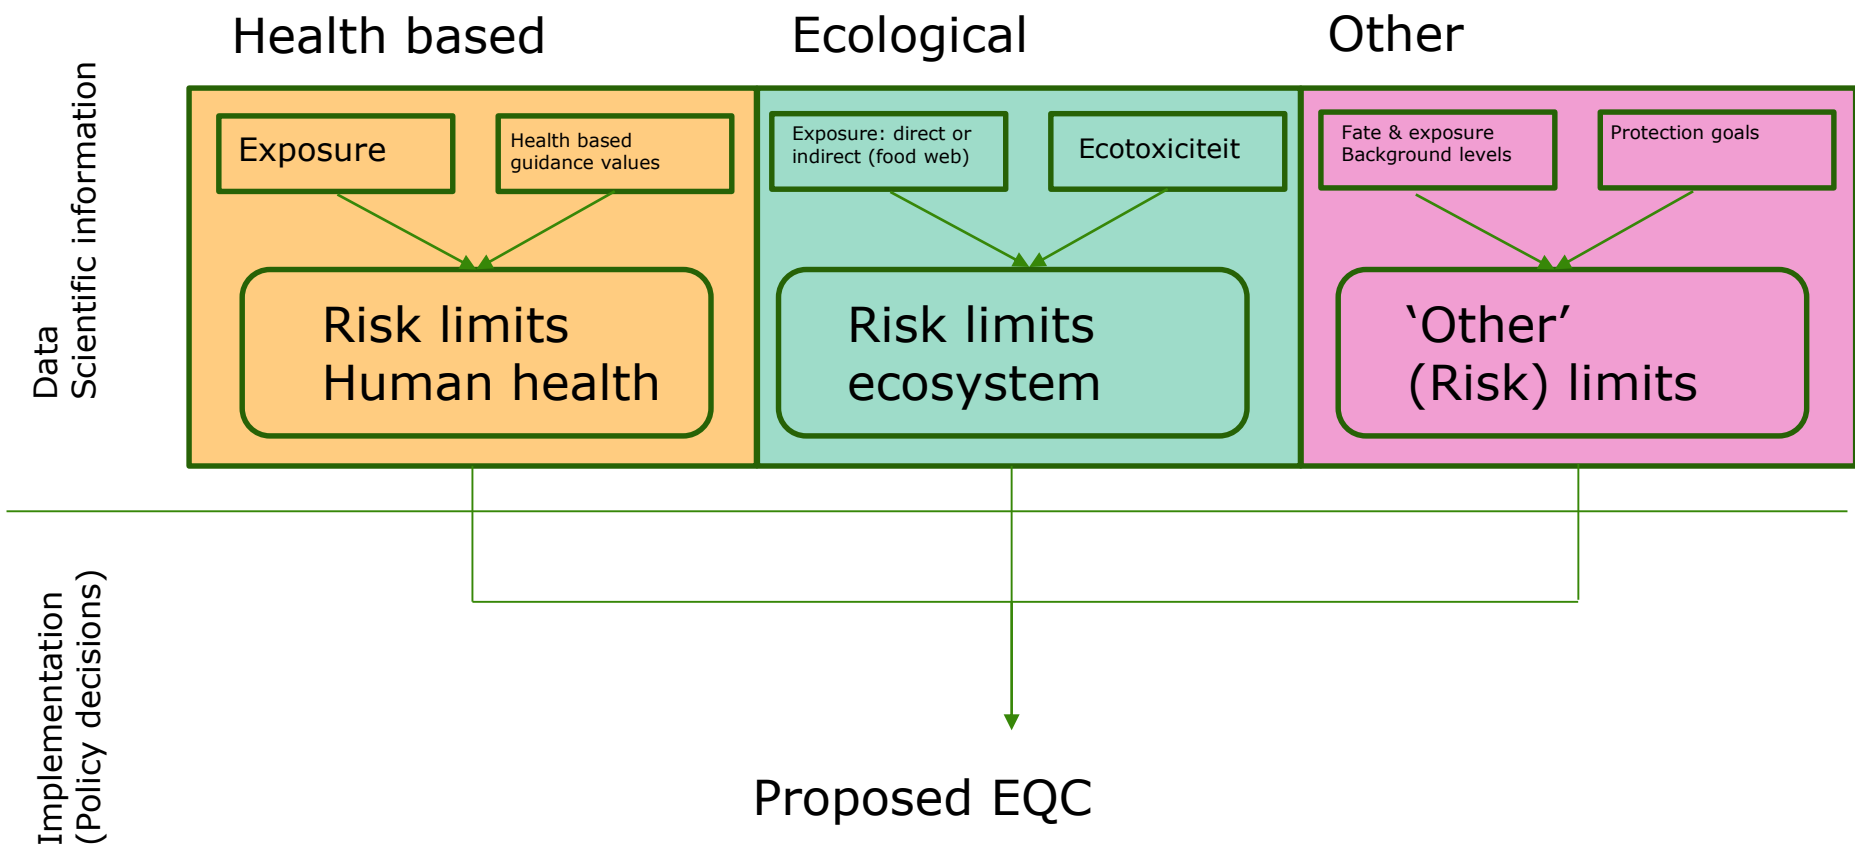 Health based
Ecological
Other
Data
Scientific information
Exposure
Health based
guidance values
Exposure: direct or
indirect (food web)
Ecotoxiciteit
Fate & exposure
Background levels
Protection goals
Risk limits
Human health
Risk limits
ecosystem
‘Other’
(Risk) limits
Implementation
(Policy decisions)
Proposed EQC